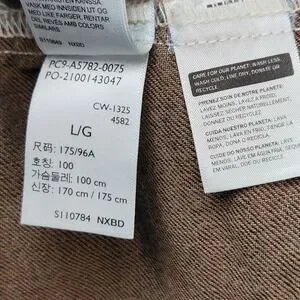 VASK MED INNSIDEN UT OG
MED LIKE FARGER, RENTAR
SIMILARS
S110643 NXBD
PC9-A5782-0075
PO-2100143047
CW-1325
4582
L/G
尺码: 175/96A
호칭: 100
가슴둘레: 100 cm
신장: 170 cm / 175 cm
S110784 NXBD
CARE FOR OUR PLANET: WASH LESS,
WASH COLD, LINE DRY, DONATE OR
RECYCLE
PRENEZ SOIN DE NOTRE PLANÈTE:
LAVEZ MOINS, LAVEZ A FROID,
LAISSEZ SÉCHER NATURELLEMENT,
DONNEZ OU RECYCLEZ
CUIDA NUESTRO PLANETA:
LAVA MENOS, LAVA EN FRÍO, TIENDE
LA ROPA, DONA O RECICLA
CUIDE DO NOSSO PLANETA:
LAVE MENOS, LAVE EM ÁGUA FRIA, SEQUE
EM VARAL, DOE OU RECICLE